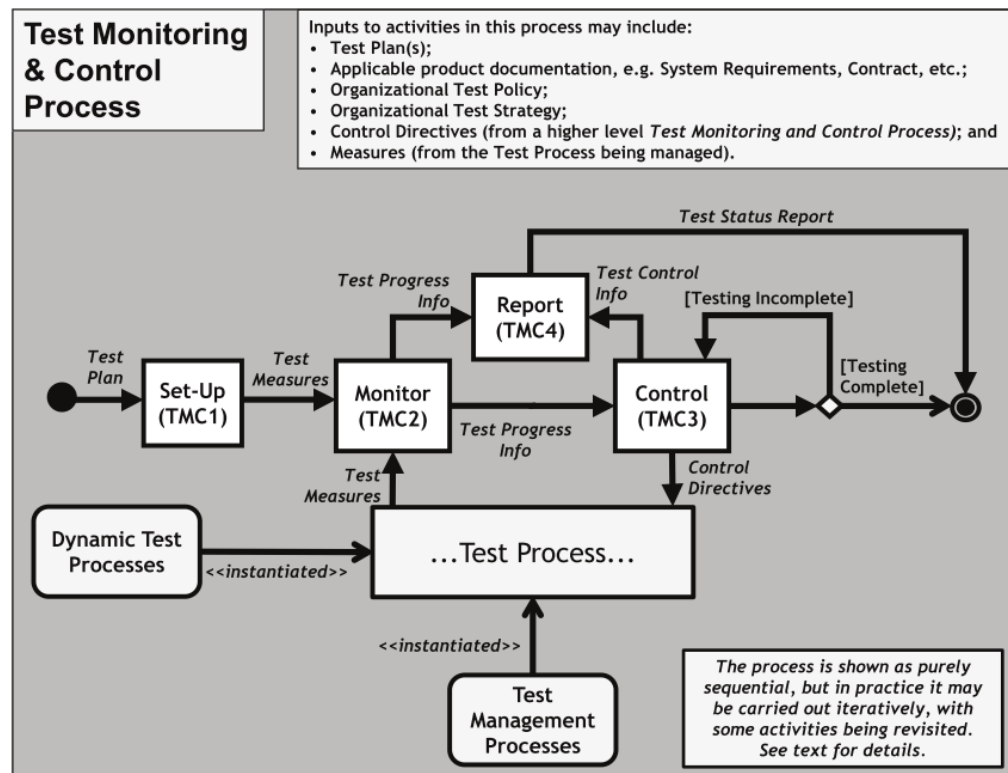 Test Monitoring
& Control
Process
Inputs to activities in this process may include:
• Test Plan(s);
• Applicable product documentation, e.g. System Requirements, Contract, etc.;
• Organizational Test Policy;
• Organizational Test Strategy;
• Control Directives (from a higher level Test Monitoring and Control Process); and
• Measures (from the Test Process being managed).
Test Status Report
Test Progress
Info
Report
(TMC4)
Test Control
Info
[Testing Incomplete]
Test
Plan
Set-Up
(TMC1)
Test
Measures
Monitor
(TMC2)
Test Progress
Info
Control
(TMC3)
[Testing
Complete]
Test
Measures
Control
Directives
Dynamic Test
Processes
<<instantiated>>
...Test Process...
<<instantiated>>
Test
Management
Processes
The process is shown as purely
sequential, but in practice it may
be carried out iteratively, with
some activities being revisited.
See text for details.